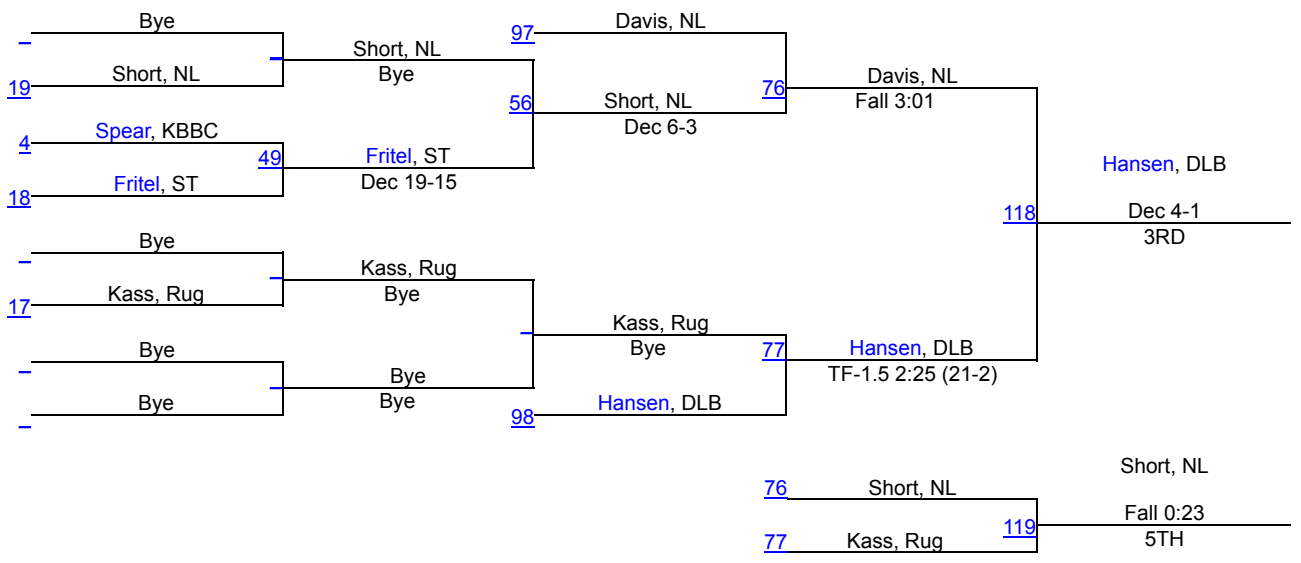 Bye
Davis, NL
_
97
Short, NL
_
Bye
Short, NL
19
Davis, NL
76
Fall 3:01
56
Short, NL
Dec 6-3
Spear, KBBC
4
49
Fritel, ST
Dec 19-15
Hansen, DLB
Fritel, ST
18
118
Dec 4-1
3RD
Bye
_
Kass, Rug
_
Bye
Kass, Rug
17
Kass, Rug
_
Bye
77
Hansen, DLB
TF-1.5 2:25 (21-2)
Bye
_
Bye
_
Bye
Bye
_
Hansen, DLB
98
Short, NL
76
Short, NL
Fall 0:23
119
5TH
77
Kass, Rug